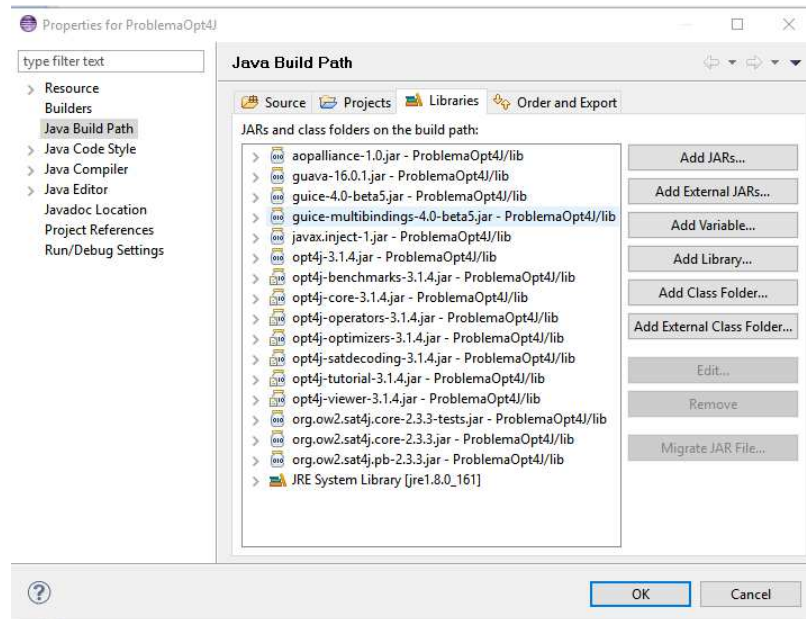 Properties for ProblemaOpt4J
type filter text
Resource
Builders
Java Build Path
Java Code Style
Java Compiler
Java Editor
Javadoc Location
Project References
Run/Debug Settings
Java Build Path
Source Projects Libraries Order and Export
JARs and class folders on the build path:
aopalliance-1.0.jar - ProblemaOpt4J/lib
guava-16.0.1.jar - ProblemaOpt4J/lib
guice-4.0-beta5.jar - ProblemaOpt4J/lib
guice-multibindings-4.0-beta5.jar - ProblemaOpt4J/lib
javax.inject-1.jar - ProblemaOpt4J/lib
opt4j-3.1.4.jar - ProblemaOpt4J/lib
opt4j-benchmarks-3.1.4.jar - ProblemaOpt4J/lib
opt4j-core-3.1.4.jar - ProblemaOpt4J/lib
opt4j-operators-3.1.4.jar - ProblemaOpt4J/lib
opt4j-optimizers-3.1.4.jar - ProblemaOpt4J/lib
opt4j-satdecoding-3.1.4.jar - ProblemaOpt4J/lib
opt4j-tutorial-3.1.4.jar - ProblemaOpt4J/lib
opt4j-viewer-3.1.4.jar - ProblemaOpt4J/lib
org.ow2.sat4j.core-2.3.3-tests.jar - ProblemaOpt4J/lib
org.ow2.sat4j.core-2.3.3.jar - ProblemaOpt4J/lib
org.ow2.sat4j.pb-2.3.3.jar - ProblemaOpt4J/lib
JRE System Library [jre1.8.0_161]
Add JARs...
Add External JARs...
Add Variable...
Add Library...
Add Class Folder...
Add External Class Folder...
Edit...
Remove
Migrate JAR File...
OK Cancel